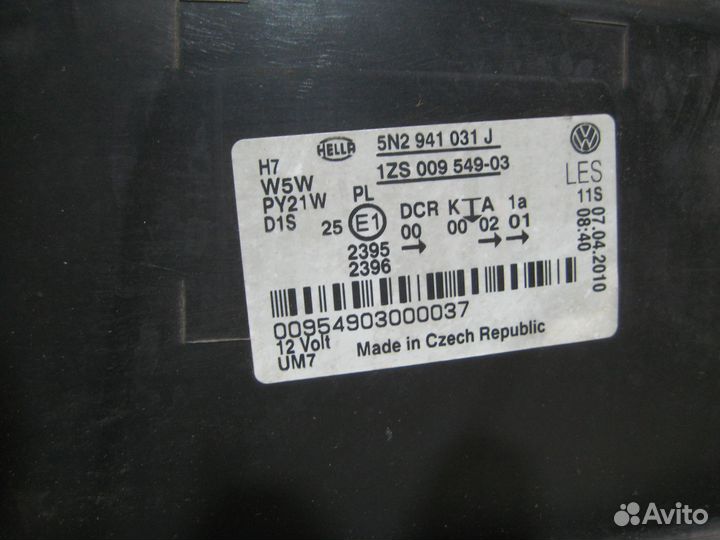 HELLA
5N2 941 031 J
1ZS 009 549-03
H7
W5W
PY21W
D1S
PL
25 E1
DCR K A 1a
00 00 02 01
2395
2396
LES
11S 07.04.2010
08:40
00954903000037
12 Volt
UM7
Made in Czech Republic
Avito